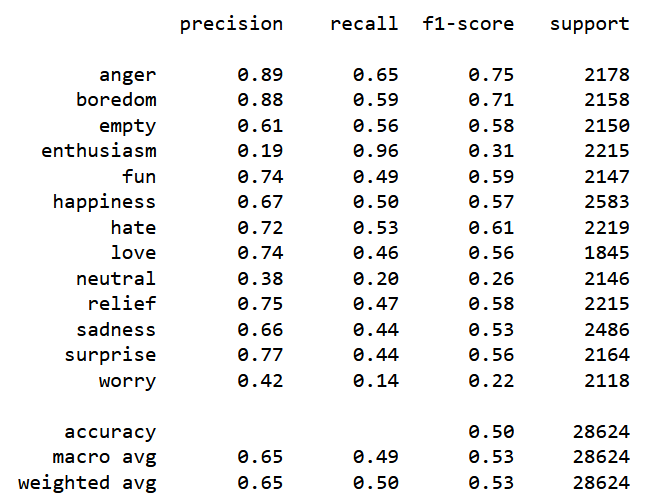 precision recall f1-score support
anger 0.89 0.65 0.75 2178
boredom 0.88 0.59 0.71 2158
empty 0.61 0.56 0.58 2150
enthusiasm 0.19 0.96 0.31 2215
fun 0.74 0.49 0.59 2147
happiness 0.67 0.50 0.57 2583
hate 0.72 0.53 0.61 2219
love 0.74 0.46 0.56 1845
neutral 0.38 0.20 0.26 2146
relief 0.75 0.47 0.58 2215
sadness 0.66 0.44 0.53 2486
surprise 0.77 0.44 0.56 2164
worry 0.42 0.14 0.22 2118
accuracy 0.50 28624
macro avg 0.65 0.49 0.53 28624
weighted avg 0.65 0.50 0.53 28624